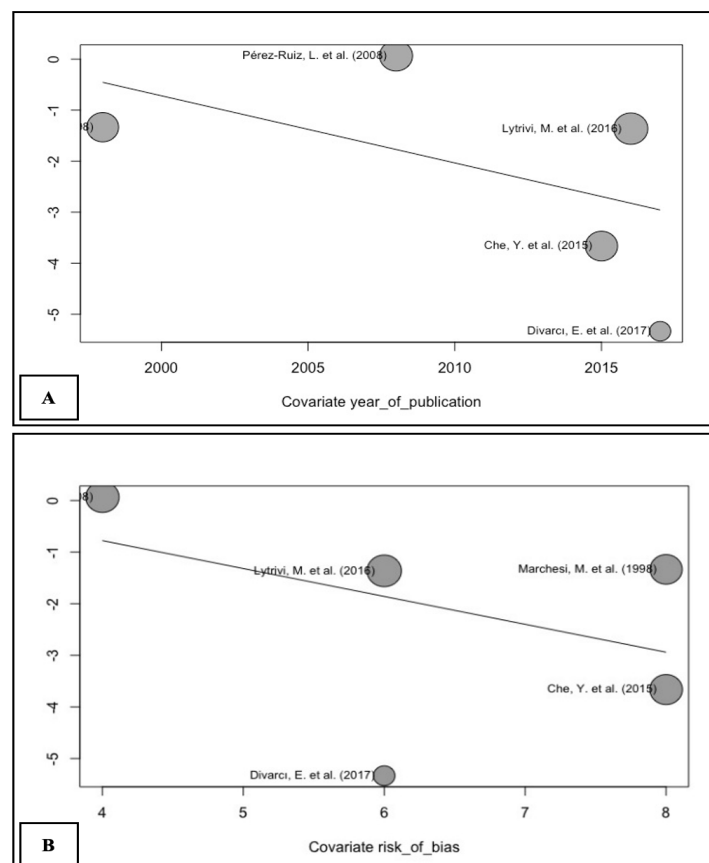 0
-1
-2
-3
-4
-5
Pérez-Ruiz, L. et al. (2008)
8)
Lytrivi, M. et al. (2016)
Che, Y. et al. (2015)
Divarcı, E. et al. (2017)
2000 2005 2010 2015
Covariate year_of_publication
A
0
-1
-2
-3
-4
-5
8)
Lytrivi, M. et al. (2016)
Marchesi, M. et al. (1998)
Che, Y. et al. (2015)
Divarcı, E. et al. (2017)
4 5 6 7 8
Covariate risk_of_bias
B